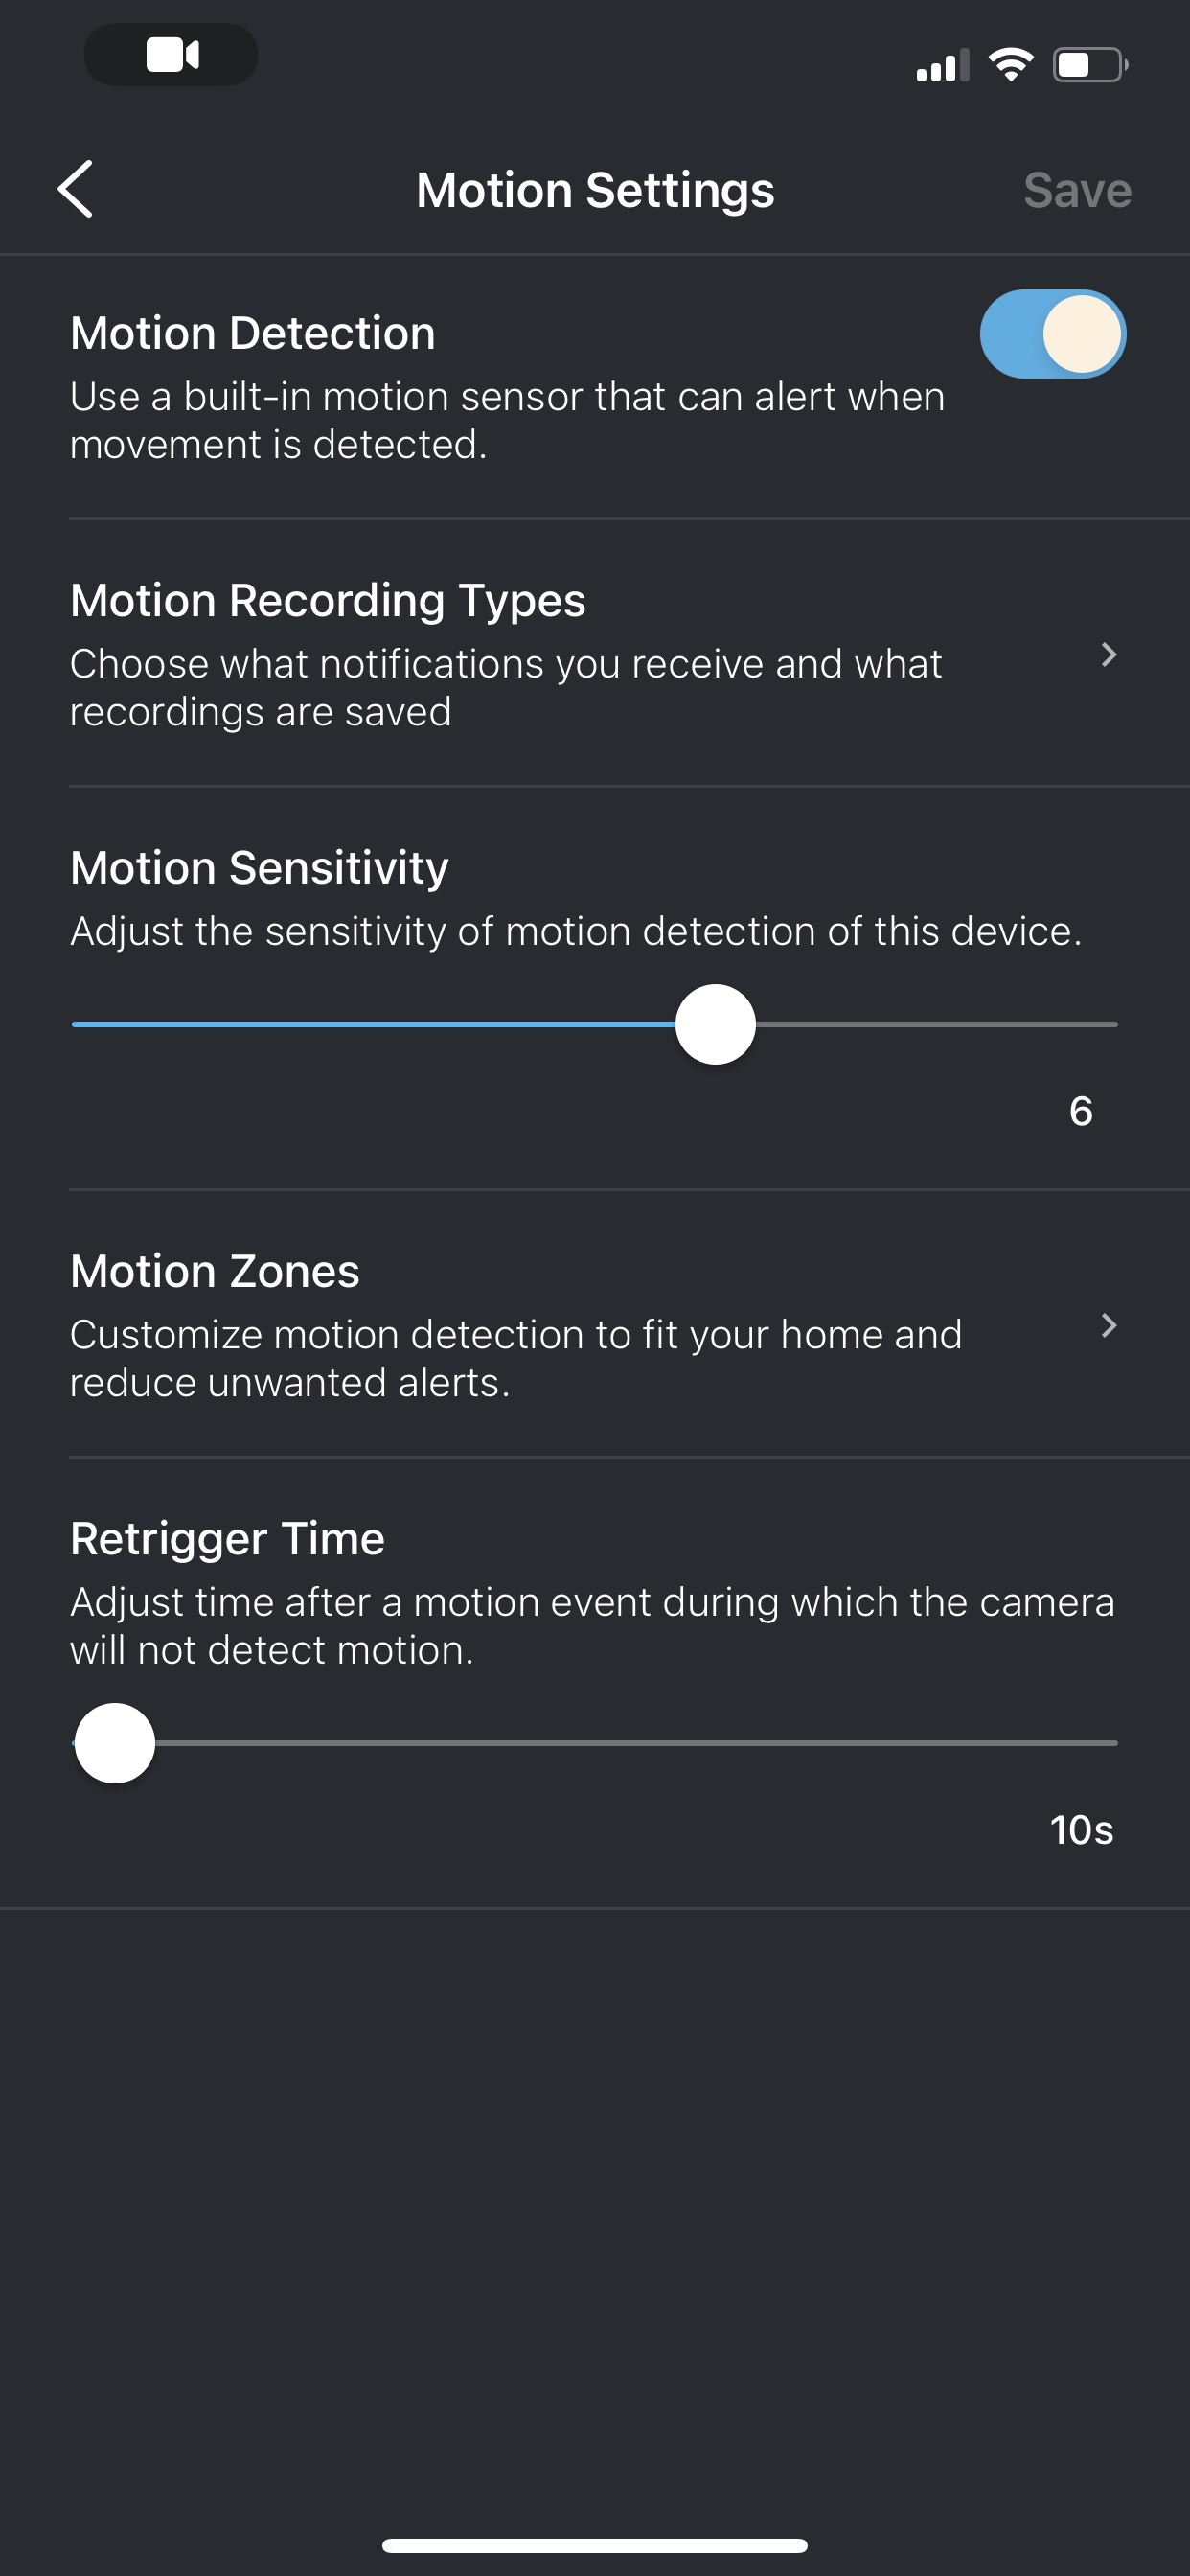 Motion Settings
Save
Motion Detection
Use a built-in motion sensor that can alert when
movement is detected.
Motion Recording Types
Choose what notifications you receive and what
recordings are saved
Motion Sensitivity
Adjust the sensitivity of motion detection of this device.
6
Motion Zones
Customize motion detection to fit your home and
reduce unwanted alerts.
Retrigger Time
Adjust time after a motion event during which the camera
will not detect motion.
10s